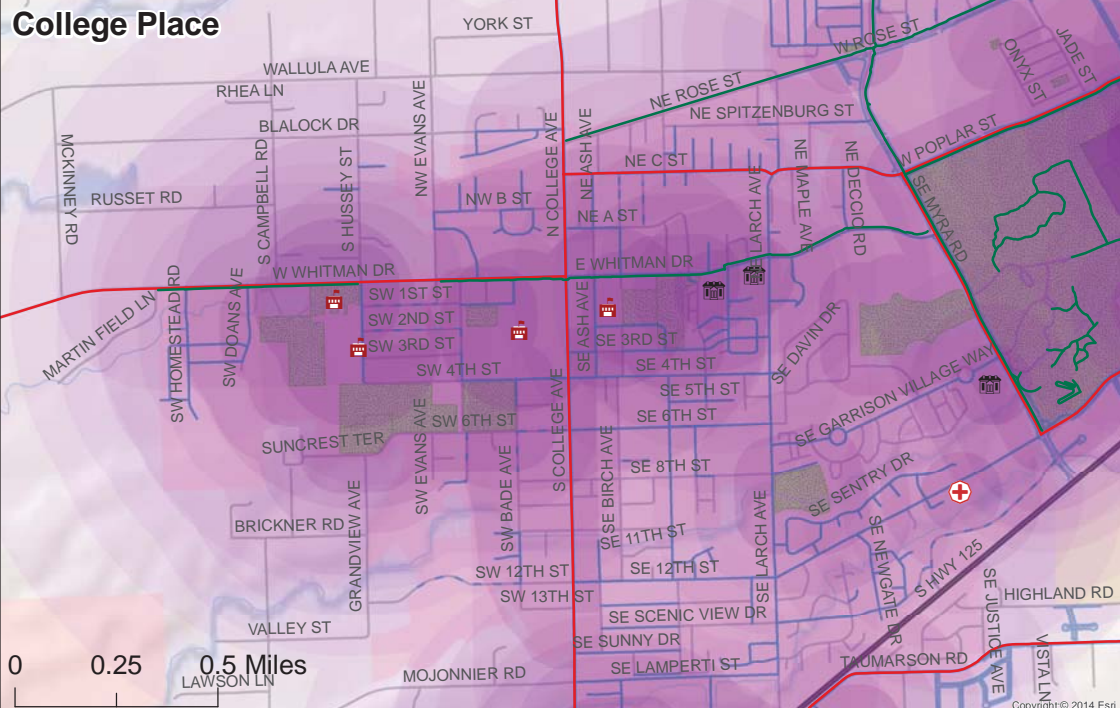 College Place
YORK ST
W ROSE ST
JADE ST
ONYX ST
WALLULA AVE
RHEA LN
NE ROSE ST
NE SPITZENBURG ST
BLALOCK DR
NW EVANS AVE
N COLLEGE AVE
NE ASH AVE
W POPLAR ST
MCKINNEY RD
S CAMPBELL RD
S HUSSEY ST
NE C ST
NE MAPLE AVE
NE DECCIO RD
RUSSET RD
NW B ST
NE A ST
E LARCH AVE
SE MYRA RD
W WHITMAN DR
E WHITMAN DR
MARTIN FIELD LN
SW HOMESTEAD RD
SW DOANS AVE
SW 1ST ST
SW 2ND ST
SW 3RD ST
SE ASH AVE
SE 3RD ST
SE DAVIN DR
SW 4TH ST
SE 4TH ST
SE 5TH ST
SE GARRISON VILLAGE WAY
SW 6TH ST
SE 6TH ST
SUNCREST TER
SW EVANS AVE
S COLLEGE AVE
SE BIRCH AVE
SE 8TH ST
SE SENTRY DR
BRICKNER RD
GRANDVIEW AVE
SW BADE AVE
SE 11TH ST
SE LARCH AVE
SE NEWGATE DR
S HWY 125
SW 12TH ST
SE 12TH ST
SW 13TH ST
SE SCENIC VIEW DR
SE JUSTICE AVE
HIGHLAND RD
VALLEY ST
SE SUNNY DR
VISTA LN
TAUMARSON RD
SE LAMPERTI ST
MOJONNIER RD
LAWSON LN
0 0.25 0.5 Miles
Copyright:© 2014 Esri